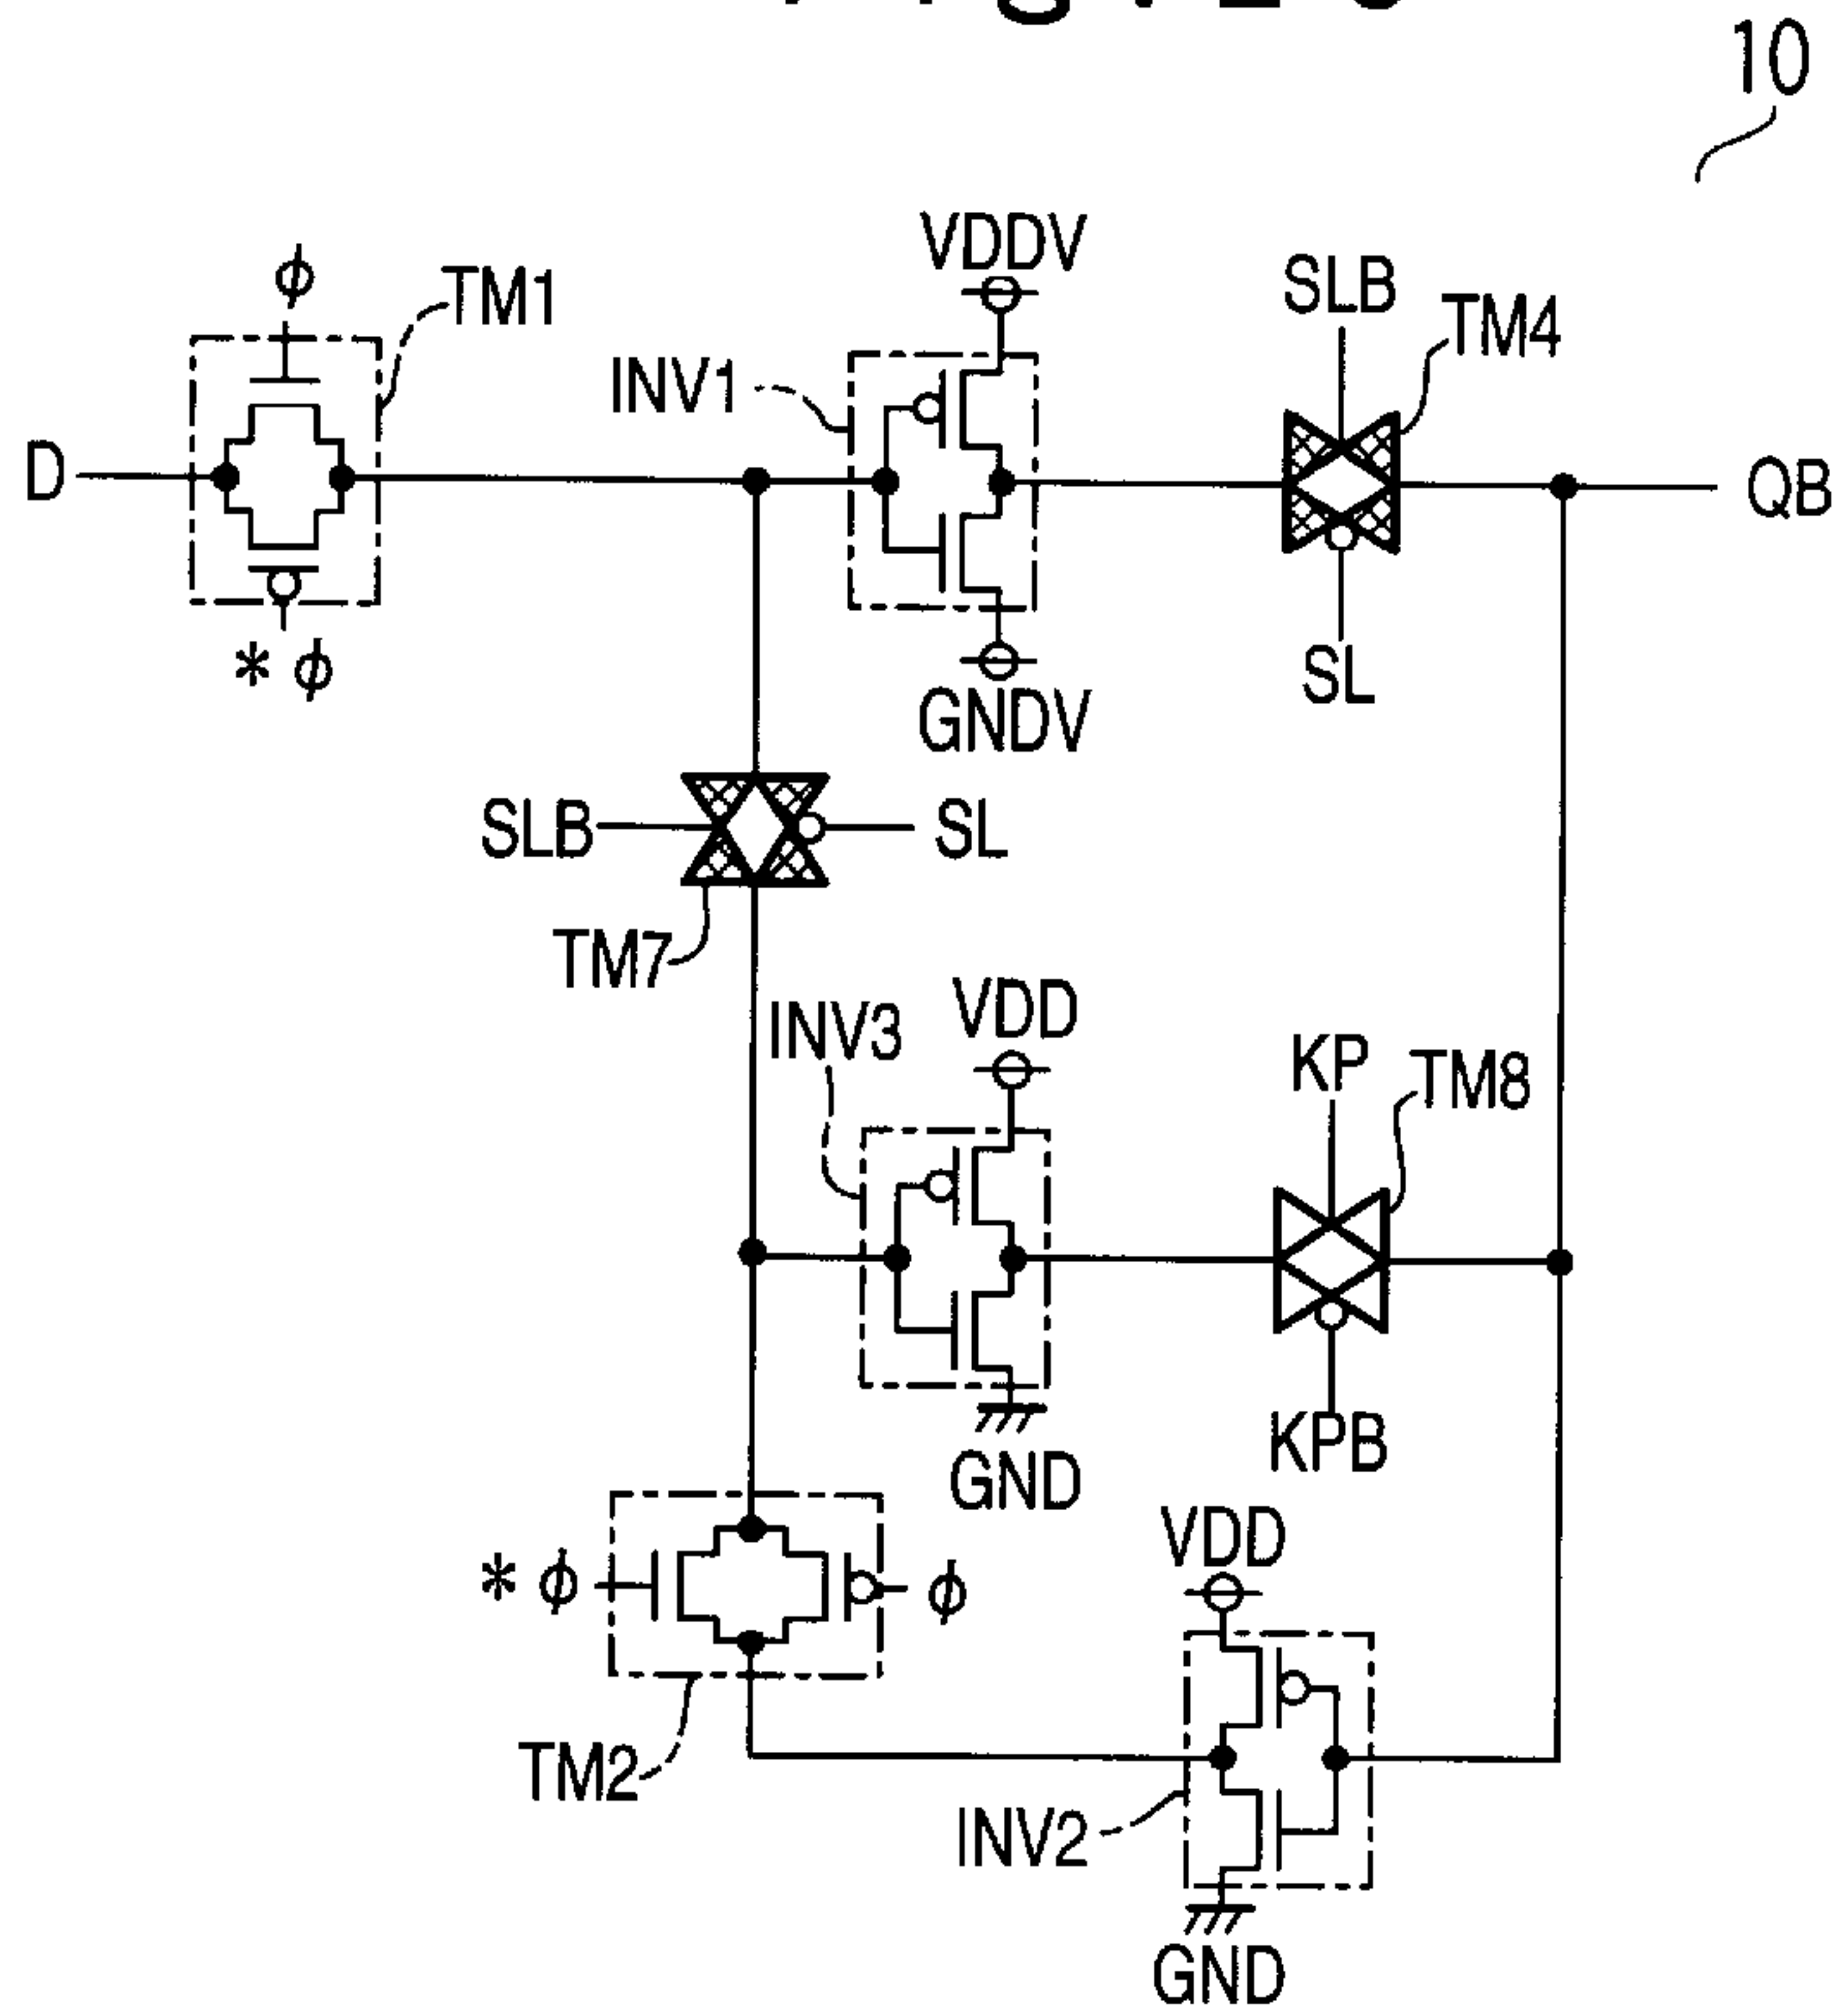 10
VDDV
SLB
TM4
ϕ
TM1
INV1
D
QB
* ϕ
SL
GNDV
SLB
SL
TM7
INV3
VDD
KP
TM8
KPB
GND
VDD
* ϕ
ϕ
TM2
INV2
GND